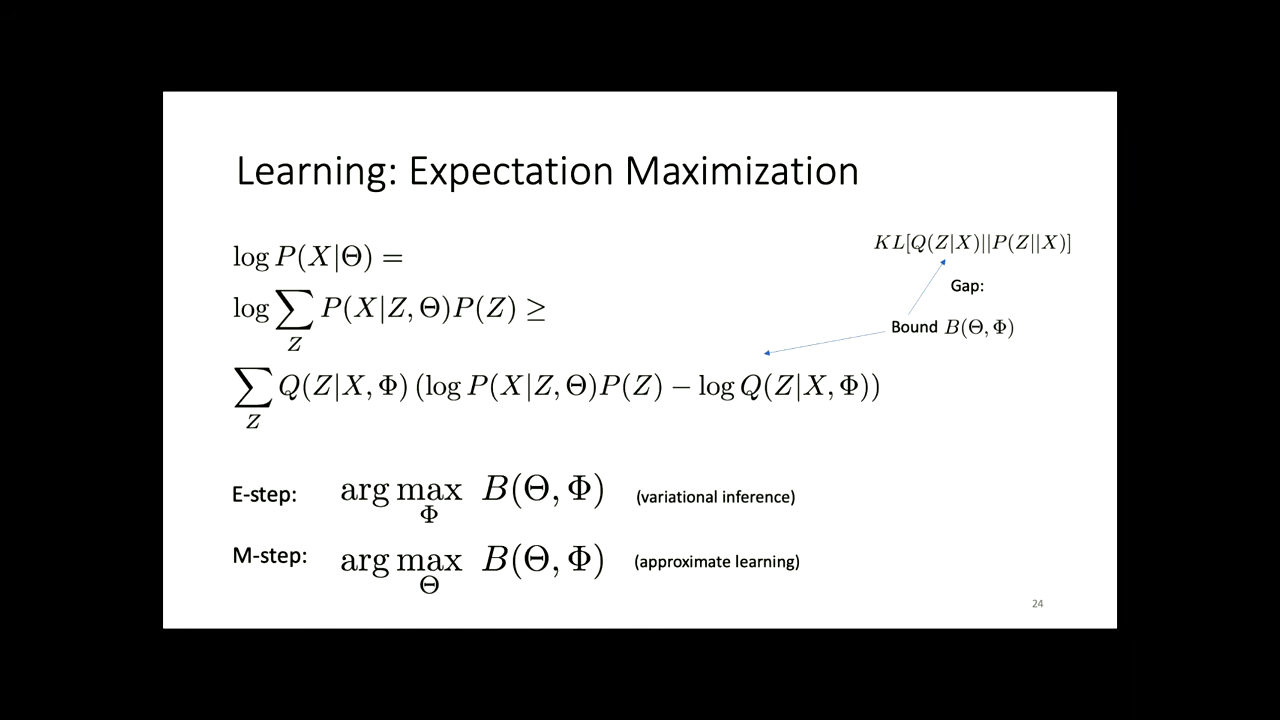 Learning: Expectation Maximization
log P(X|Θ) =
log ∑_Z P(X|Z, Θ)P(Z) ≥
∑_Z Q(Z|X, Φ) (log P(X|Z, Θ)P(Z) − log Q(Z|X, Φ))
KL[Q(Z|X)||P(Z||X)]
Gap:
Bound B(Θ, Φ)
E-step: arg max_Φ B(Θ, Φ) (variational inference)
M-step: arg max_Θ B(Θ, Φ) (approximate learning)
24